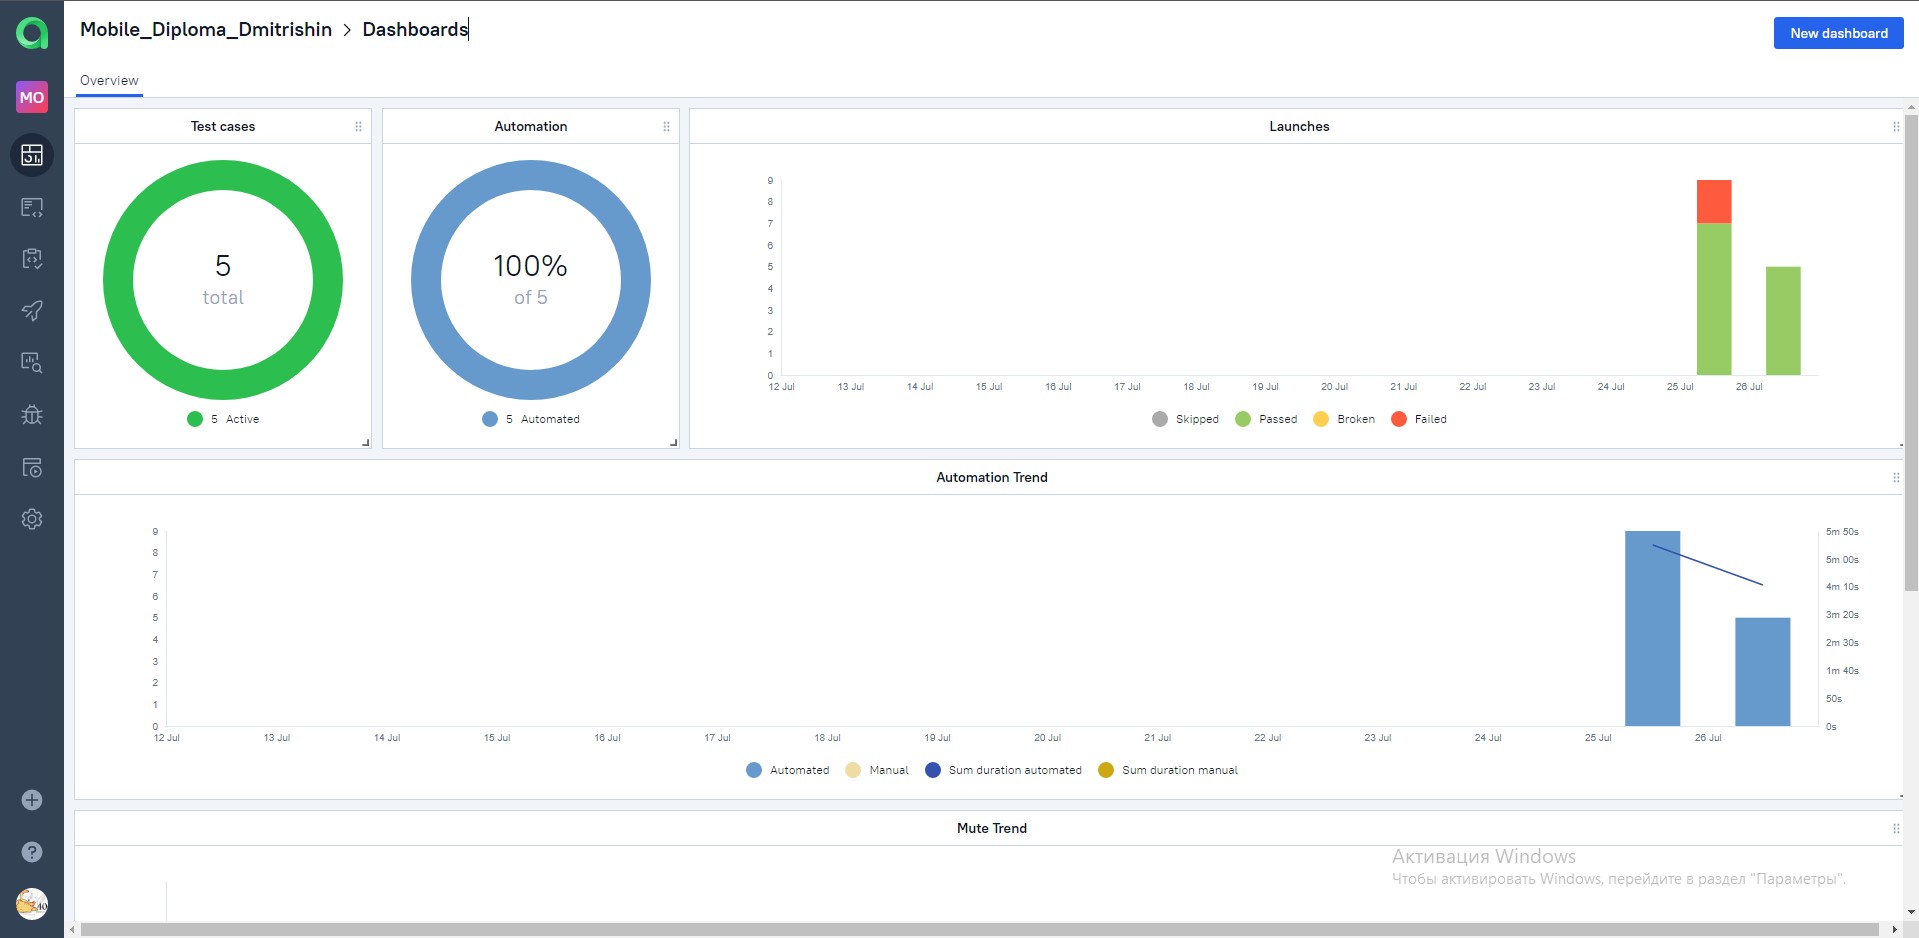 Mobile_Diploma_Dmitrishin > Dashboards
New dashboard
MO
Overview
Test cases
5
total
5 Active
Automation
100%
of 5
5 Automated
Launches
9
8
7
6
5
4
3
2
1
0
12 Jul 13 Jul 14 Jul 15 Jul 16 Jul 17 Jul 18 Jul 19 Jul 20 Jul 21 Jul 22 Jul 23 Jul 24 Jul 25 Jul 26 Jul
Skipped Passed Broken Failed
Automation Trend
9
8
7
6
5
4
3
2
1
0
5m 50s
5m 00s
4m 10s
3m 20s
2m 30s
1m 40s
50s
0s
12 Jul 13 Jul 14 Jul 15 Jul 16 Jul 17 Jul 18 Jul 19 Jul 20 Jul 21 Jul 22 Jul 23 Jul 24 Jul 25 Jul 26 Jul
Automated Manual Sum duration automated Sum duration manual
Mute Trend
Активация Windows
Чтобы активировать Windows, перейдите в раздел "Параметры".